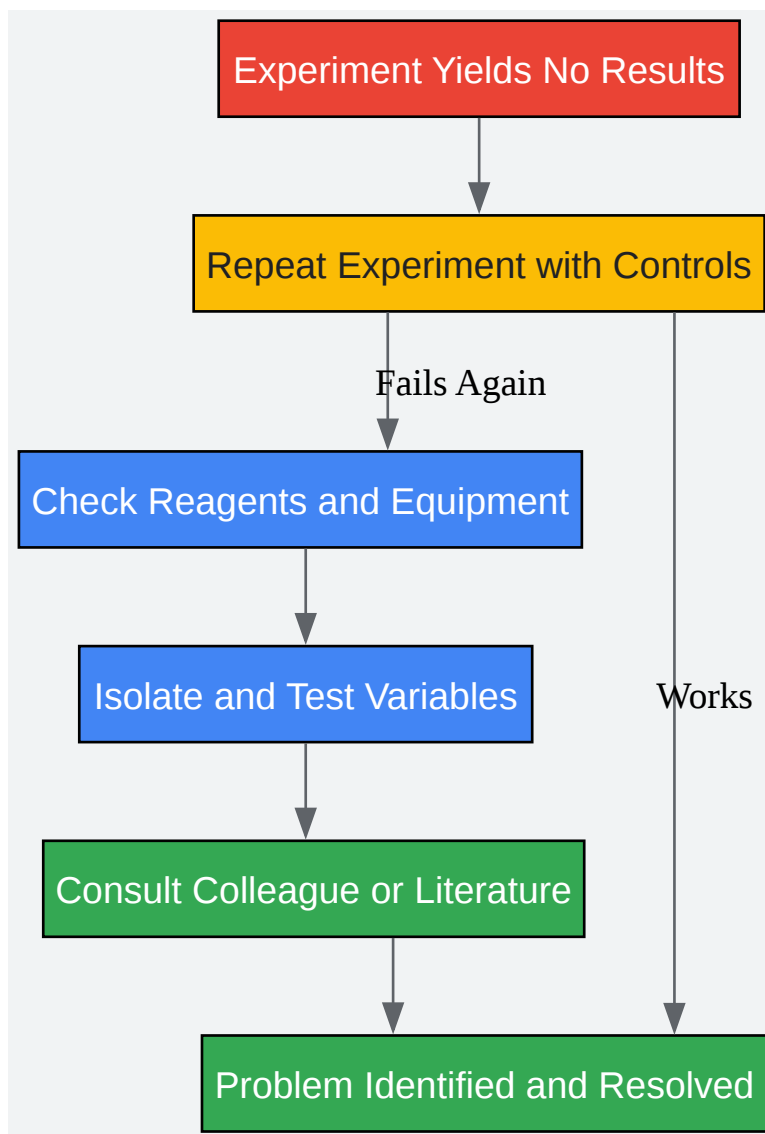 Experiment Yields No Results
Repeat Experiment with Controls
Fails Again
Check Reagents and Equipment
Isolate and Test Variables
Works
Consult Colleague or Literature
Problem Identified and Resolved